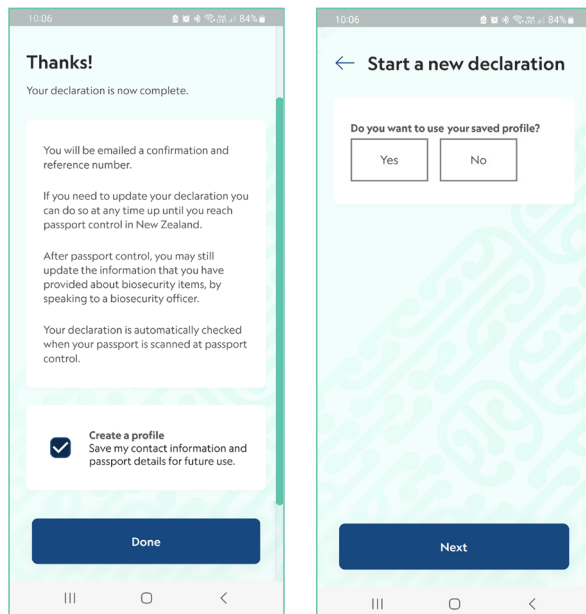 10:06
84%
Thanks!
Your declaration is now complete.
You will be emailed a confirmation and
reference number.
If you need to update your declaration you
can do so at any time up until you reach
passport control in New Zealand.
After passport control, you may still
update the information that you have
provided about biosecurity items, by
speaking to a biosecurity officer.
Your declaration is automatically checked
when your passport is scanned at passport
control.
Create a profile
Save my contact information and
passport details for future use.
Done
10:06
84%
Start a new declaration
Do you want to use your saved profile?
Yes No
Next